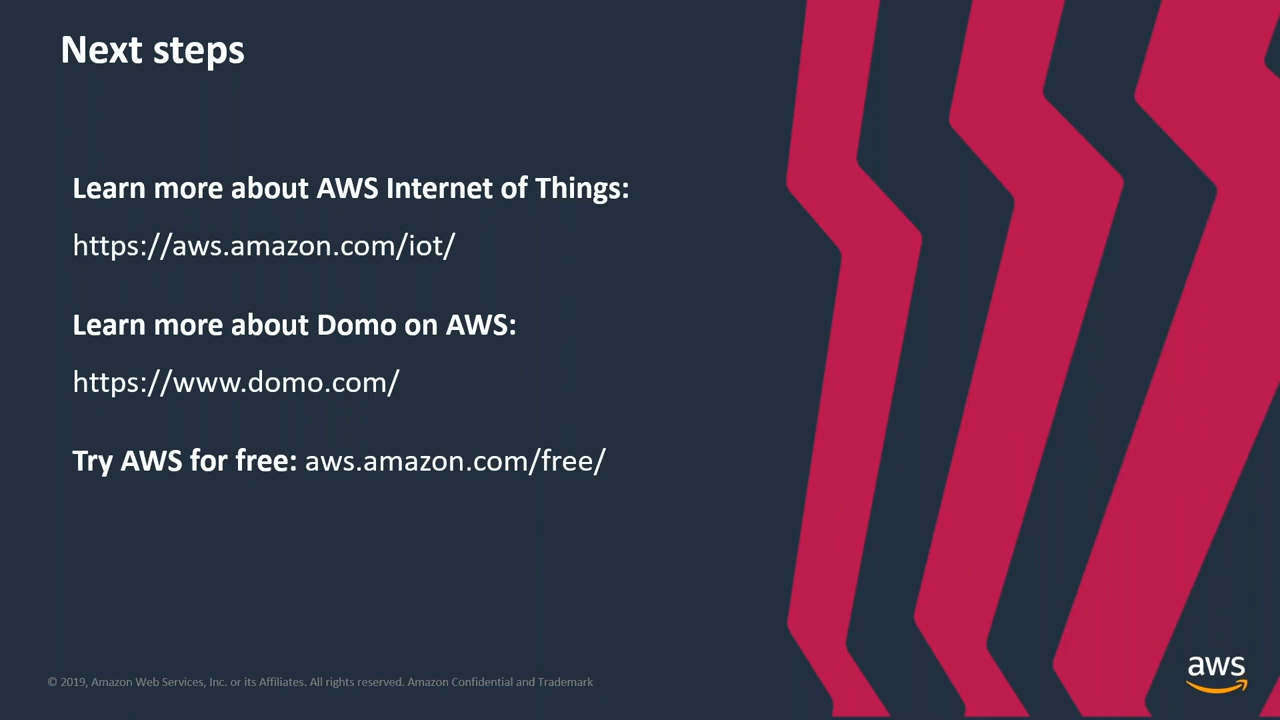 Next steps
Learn more about AWS Internet of Things:
https://aws.amazon.com/iot/
Learn more about Domo on AWS:
https://www.domo.com/
Try AWS for free: aws.amazon.com/free/
© 2019, Amazon Web Services, Inc. or its Affiliates. All rights reserved. Amazon Confidential and Trademark
aws